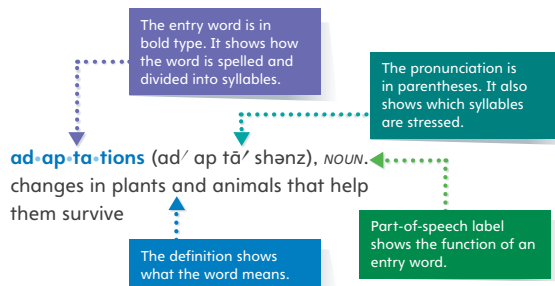 The entry word is in
bold type. It shows how
the word is spelled and
divided into syllables.
The pronunciation is
in parentheses. It also
shows which syllables
are stressed.
ad•ap•ta•tions (ad′ ap tā′ shənz), NOUN.
changes in plants and animals that help
them survive
The definition shows
what the word means.
Part-of-speech label
shows the function of an
entry word.